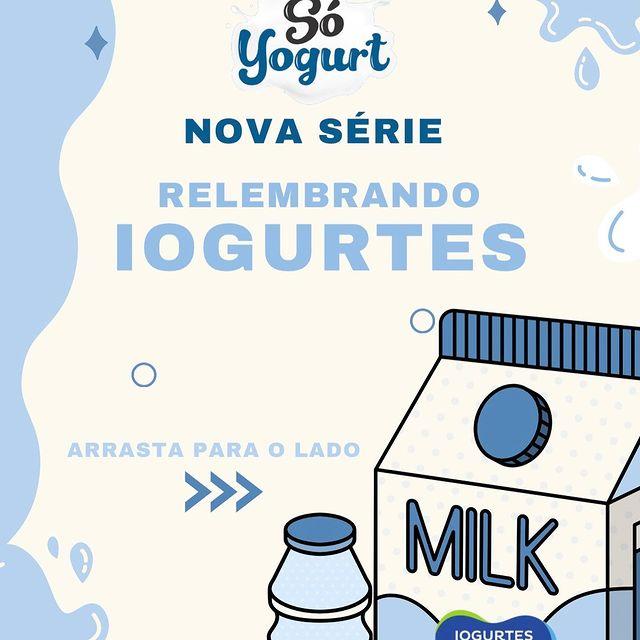 Só
Yogurt
NOVA SÉRIE
RELEMBRANDO
IOGURTES
ARRASTA PARA O LADO
MILK
IOGURTES